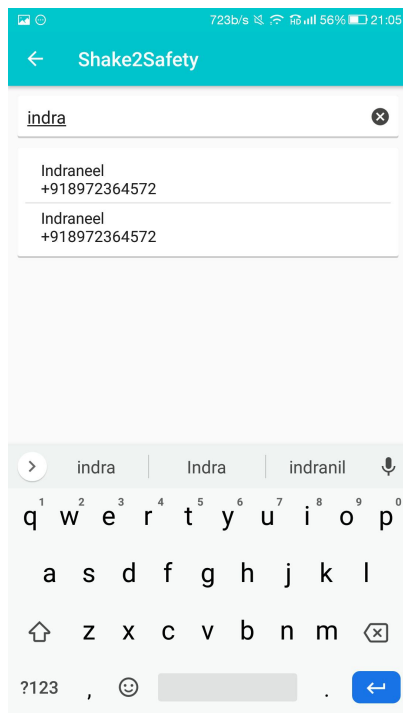 723b/s HD 56% 21:05
Shake2Safety
indra
Indraneel
+918972364572
Indraneel
+918972364572
indra Indra indranil
1 2 3 4 5 6 7 8 9 0
q w e r t y u i o p
a s d f g h j k l
z x c v b n m
?123 , .